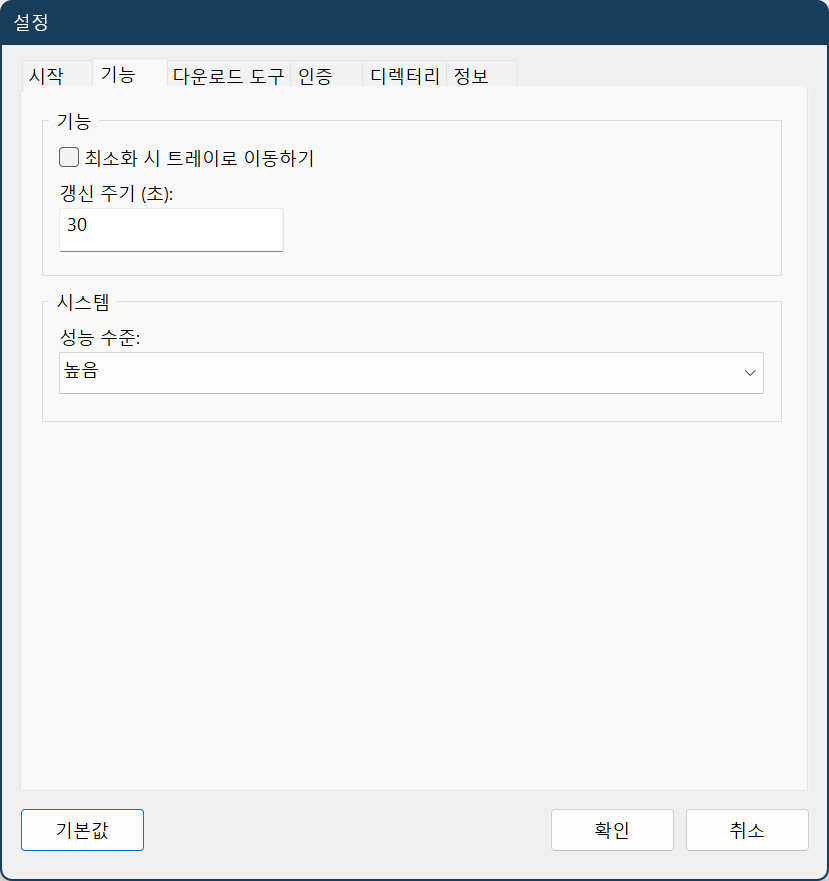 설정
시작 기능 다운로드 도구 인증 디렉터리 정보
기능
최소화 시 트레이로 이동하기
갱신 주기 (초):
30
시스템
성능 수준:
높음
기본값 확인 취소